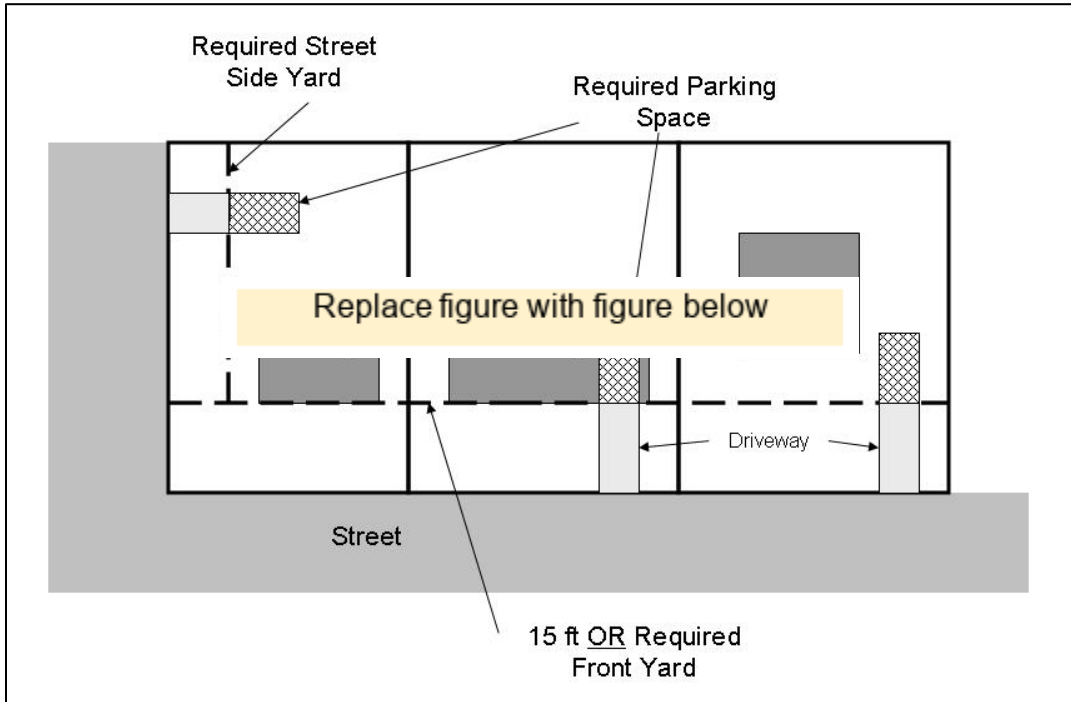 Required Street
Side Yard
Required Parking
Space
Replace figure with figure below
Driveway
Street
15 ft OR Required
Front Yard